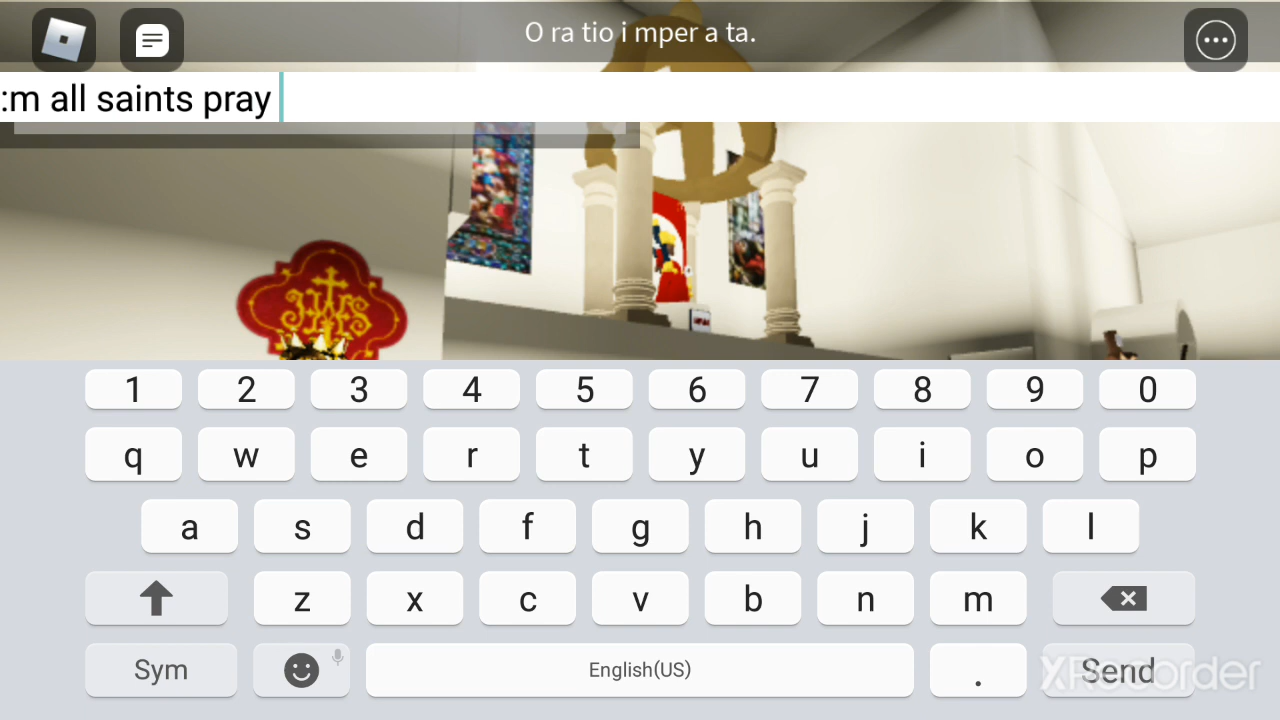 O ra tio i mper a ta.
:m all saints pray
IHS
1 2 3 4 5 6 7 8 9 0
q w e r t y u i o p
a s d f g h j k l
z x c v b n m
Sym English(US) . Send
XRecorder